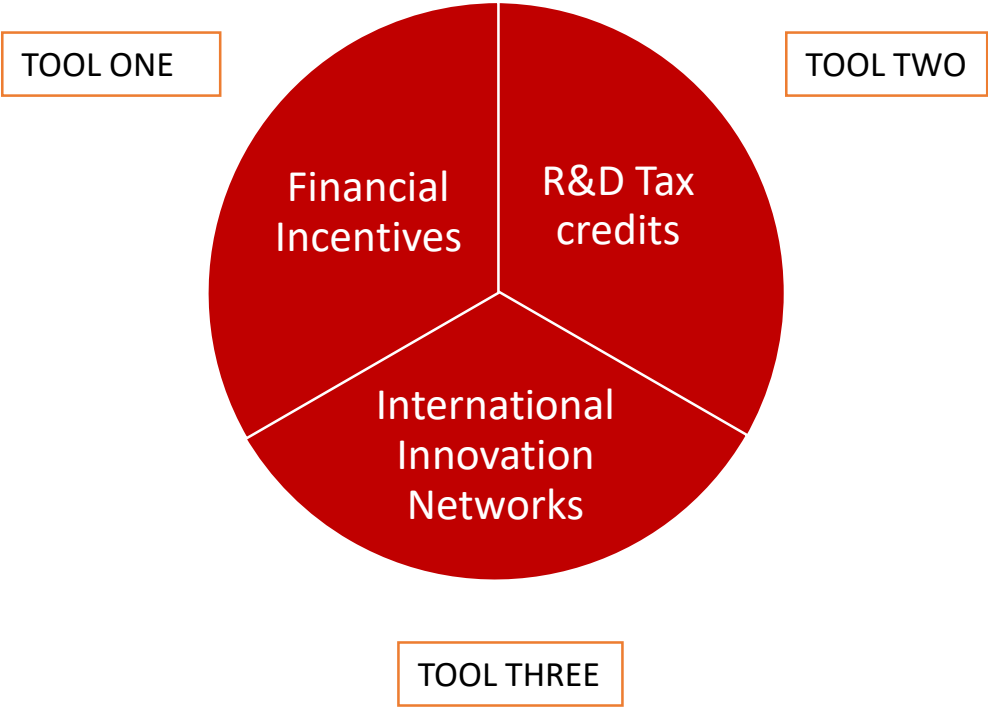 TOOL ONE
TOOL TWO
Financial
Incentives
R&D Tax
credits
International
Innovation
Networks
TOOL THREE